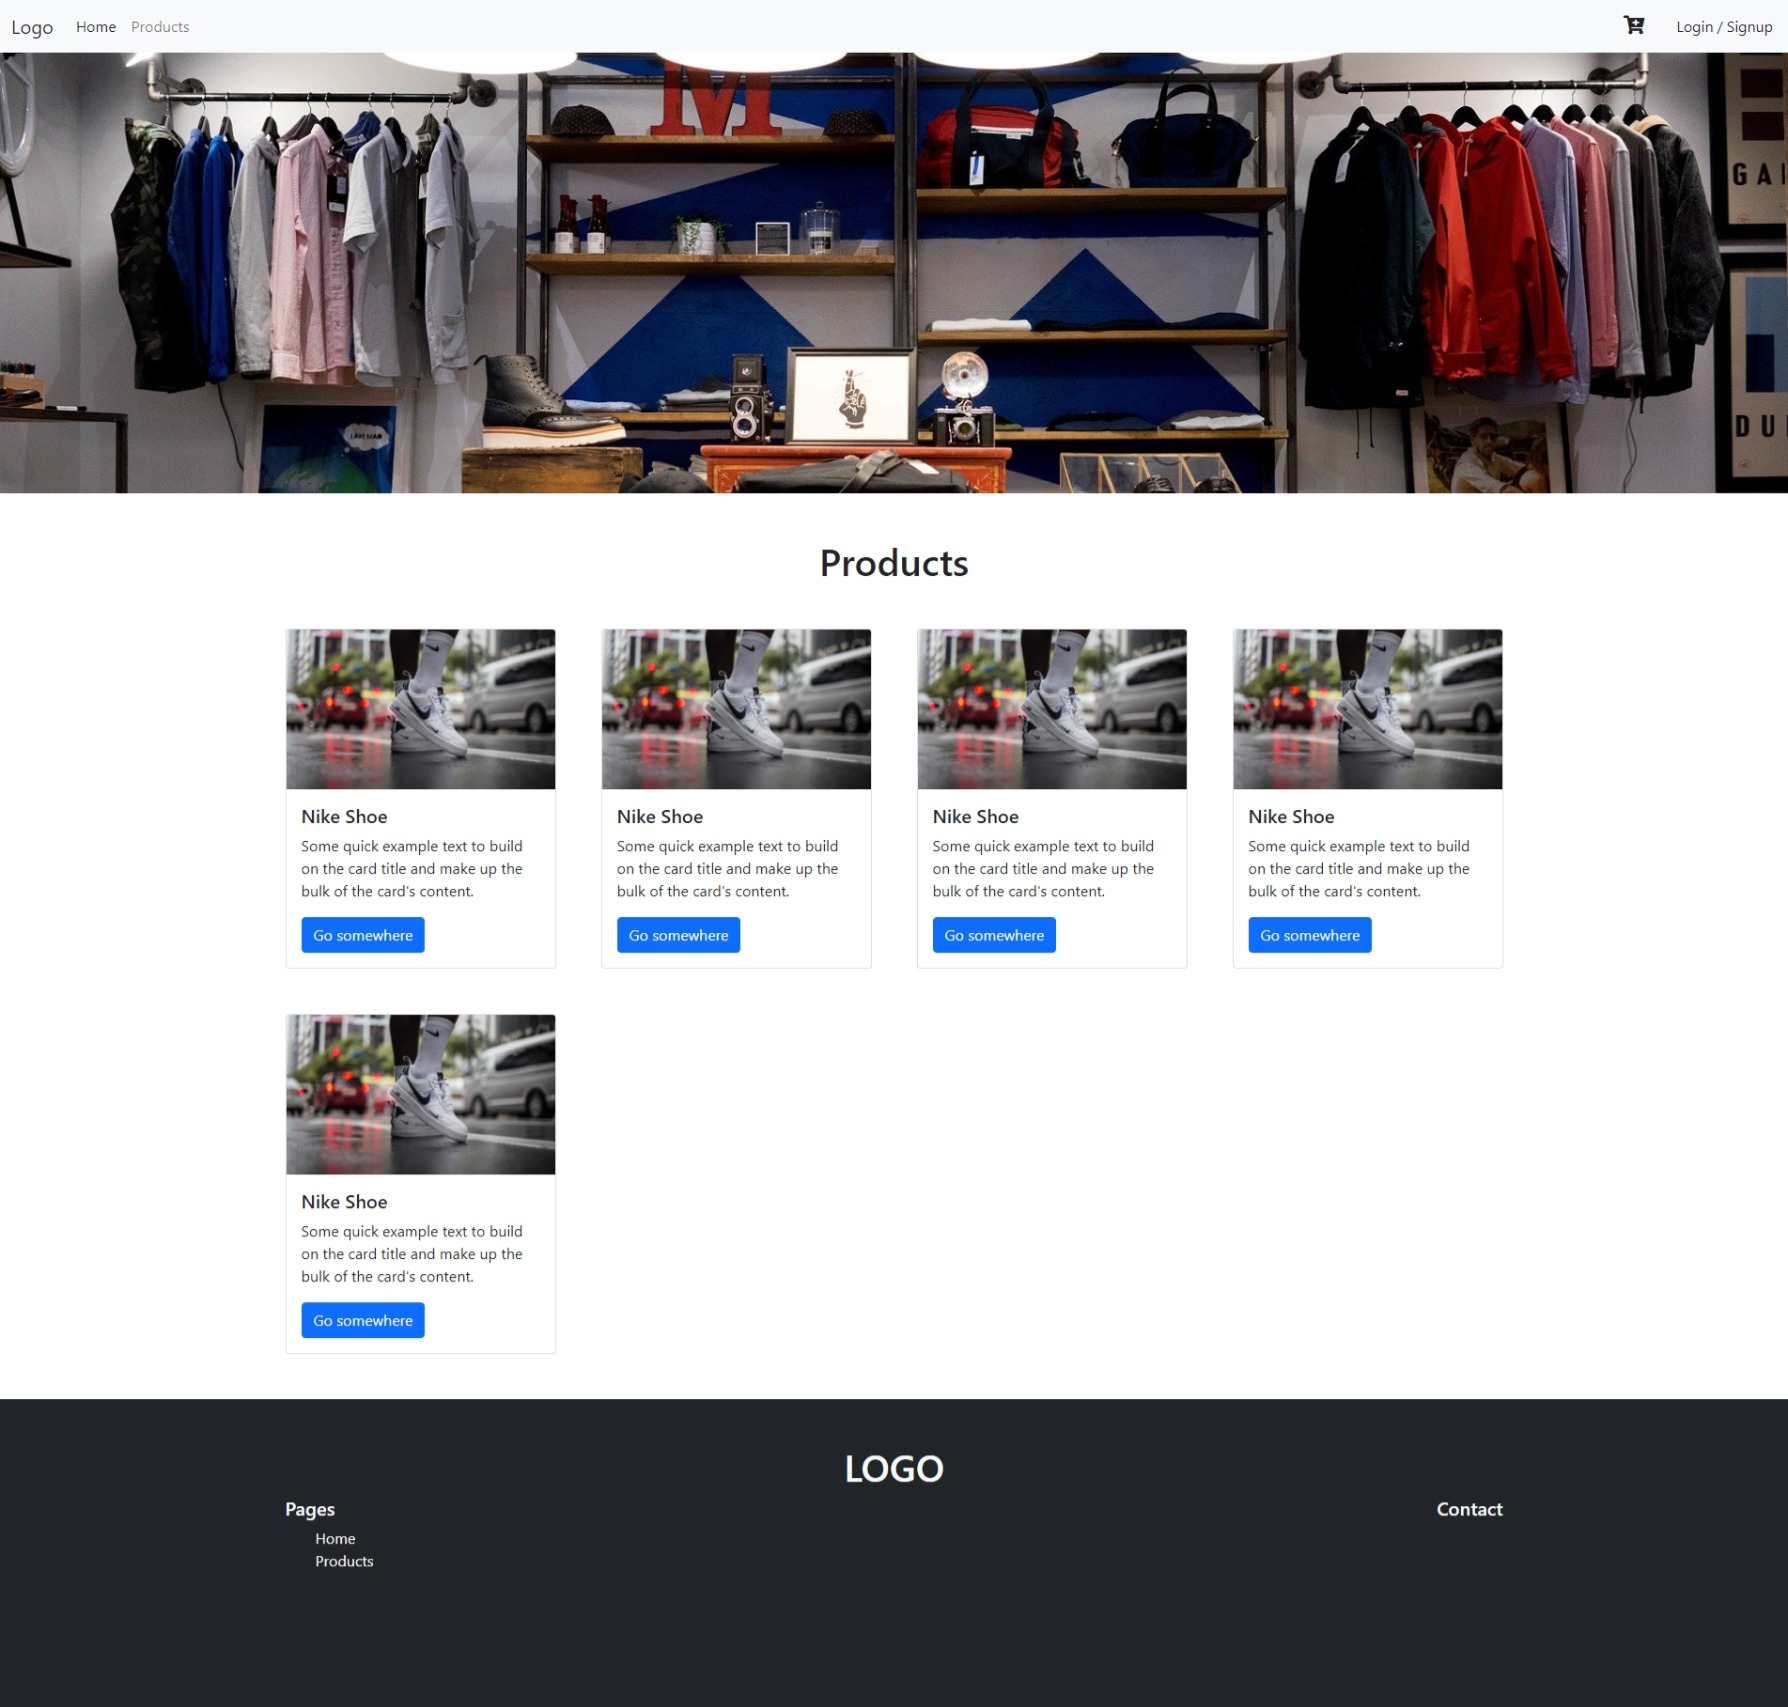 Logo Home Products Login / Signup
M
GA
I AM MAD
DU
Products
Nike Shoe
Some quick example text to build
on the card title and make up the
bulk of the card's content.
Go somewhere
Nike Shoe
Some quick example text to build
on the card title and make up the
bulk of the card's content.
Go somewhere
Nike Shoe
Some quick example text to build
on the card title and make up the
bulk of the card's content.
Go somewhere
Nike Shoe
Some quick example text to build
on the card title and make up the
bulk of the card's content.
Go somewhere
Nike Shoe
Some quick example text to build
on the card title and make up the
bulk of the card's content.
Go somewhere
LOGO
Pages
Home
Products
Contact